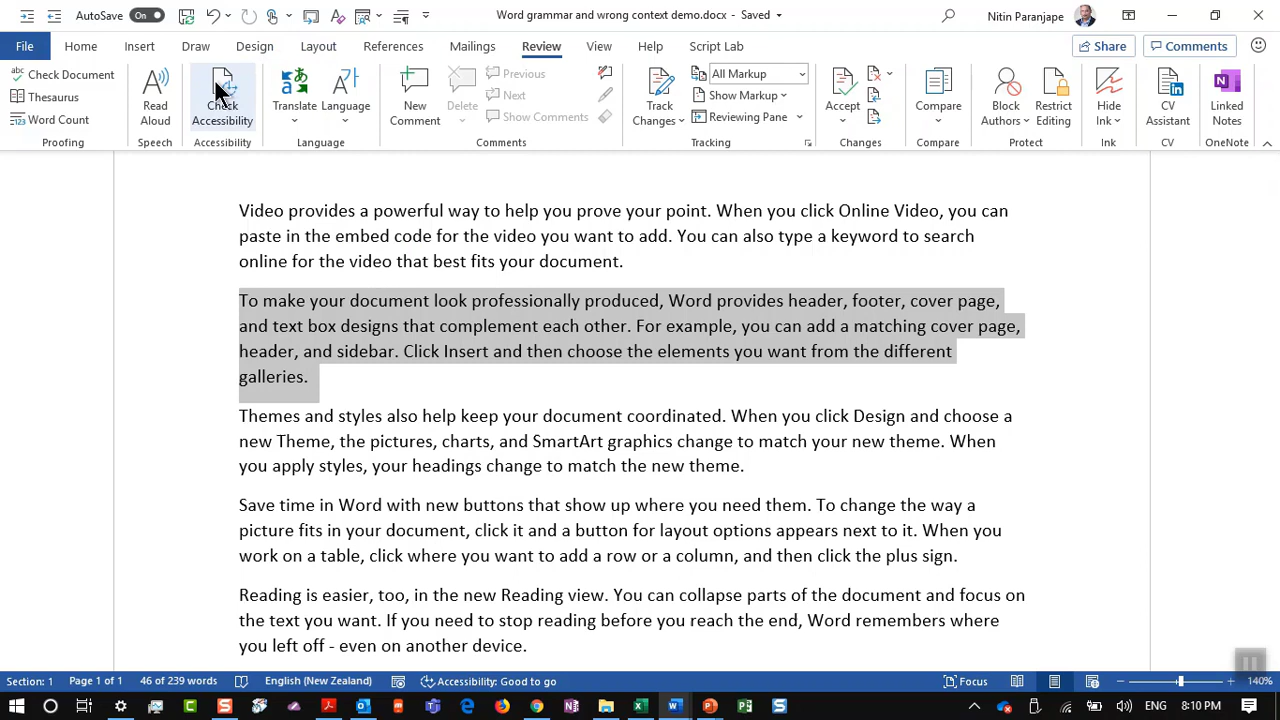 AutoSave On
Word grammar and wrong context demo.docx - Saved
Nitin Paranjape
File Home Insert Draw Design Layout References Mailings Review View Help Script Lab
Share Comments
abc Check Document
Thesaurus
123 Word Count
Proofing
Read Aloud
Speech
Check Accessibility
Accessibility
Translate Language
Language
New Comment
Delete
Previous
Next
Show Comments
Comments
Track Changes
All Markup
Show Markup
Reviewing Pane
Tracking
Accept
Changes
Compare
Compare
Block Authors
Restrict Editing
Protect
Hide Ink
Ink
CV Assistant
CV
Linked Notes
OneNote
Video provides a powerful way to help you prove your point. When you click Online Video, you can
paste in the embed code for the video you want to add. You can also type a keyword to search
online for the video that best fits your document.
To make your document look professionally produced, Word provides header, footer, cover page,
and text box designs that complement each other. For example, you can add a matching cover page,
header, and sidebar. Click Insert and then choose the elements you want from the different
galleries.
Themes and styles also help keep your document coordinated. When you click Design and choose a
new Theme, the pictures, charts, and SmartArt graphics change to match your new theme. When
you apply styles, your headings change to match the new theme.
Save time in Word with new buttons that show up where you need them. To change the way a
picture fits in your document, click it and a button for layout options appears next to it. When you
work on a table, click where you want to add a row or a column, and then click the plus sign.
Reading is easier, too, in the new Reading view. You can collapse parts of the document and focus on
the text you want. If you need to stop reading before you reach the end, Word remembers where
you left off - even on another device.
Section: 1 Page 1 of 1 46 of 239 words English (New Zealand) Accessibility: Good to go Focus 140%
ENG 8:10 PM